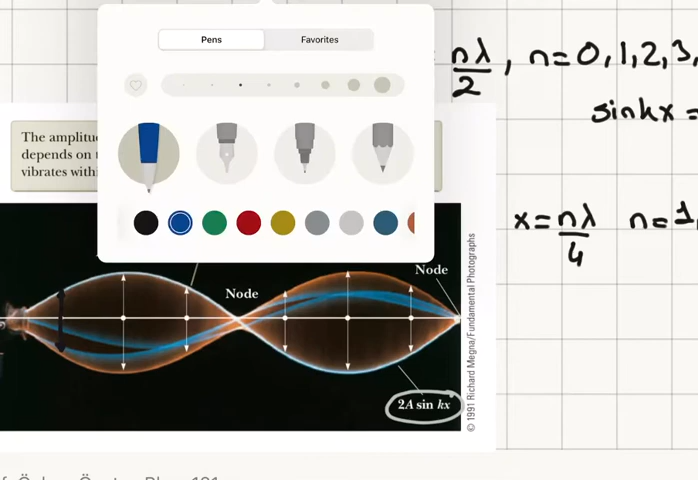 Pens
Favorites
nλ/2, n=0,1,2,3,
sinkx =
The amplitu
depends on
vibrates with
x=nλ/4 n=1,
Node
Node
2A sin kx
© 1991 Richard Megna/Fundamental Photographs